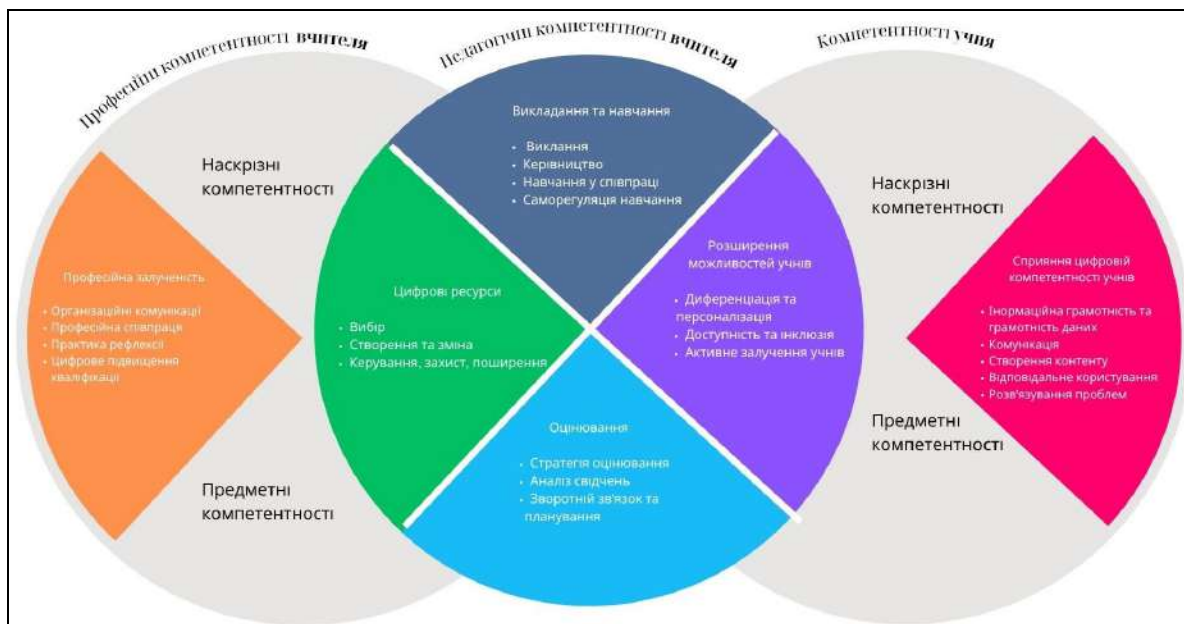 Професійні компетентності вчителя
Педагогічні компетентності вчителя
Компетентності учня
Наскрізні
компетентності
Професійна залученість
• Організаційні комунікації
• Професійна співпраця
• Практика рефлексії
• Цифрове підвищення
кваліфікації
Предметні
компетентності
Викладання та навчання
• Виклання
• Керівництво
• Навчання у співпраці
• Саморегуляція навчання
Цифрові ресурси
• Вибір
• Створення та зміна
• Керування, захист, поширення
Розширення
можливостей учнів
• Диференціація та
персоналізація
• Доступність та інклюзія
• Активне залучення учнів
Оцінювання
• Стратегія оцінювання
• Аналіз свідчень
• Зворотній зв'язок та
планування
Наскрізні
компетентності
Сприяння цифровій
компетентності учнів
• Інормаційна грамотність та
грамотність даних
• Комунікація
• Створення контенту
• Відповідальне користування
• Розв'язування проблем
Предметні
компетентності